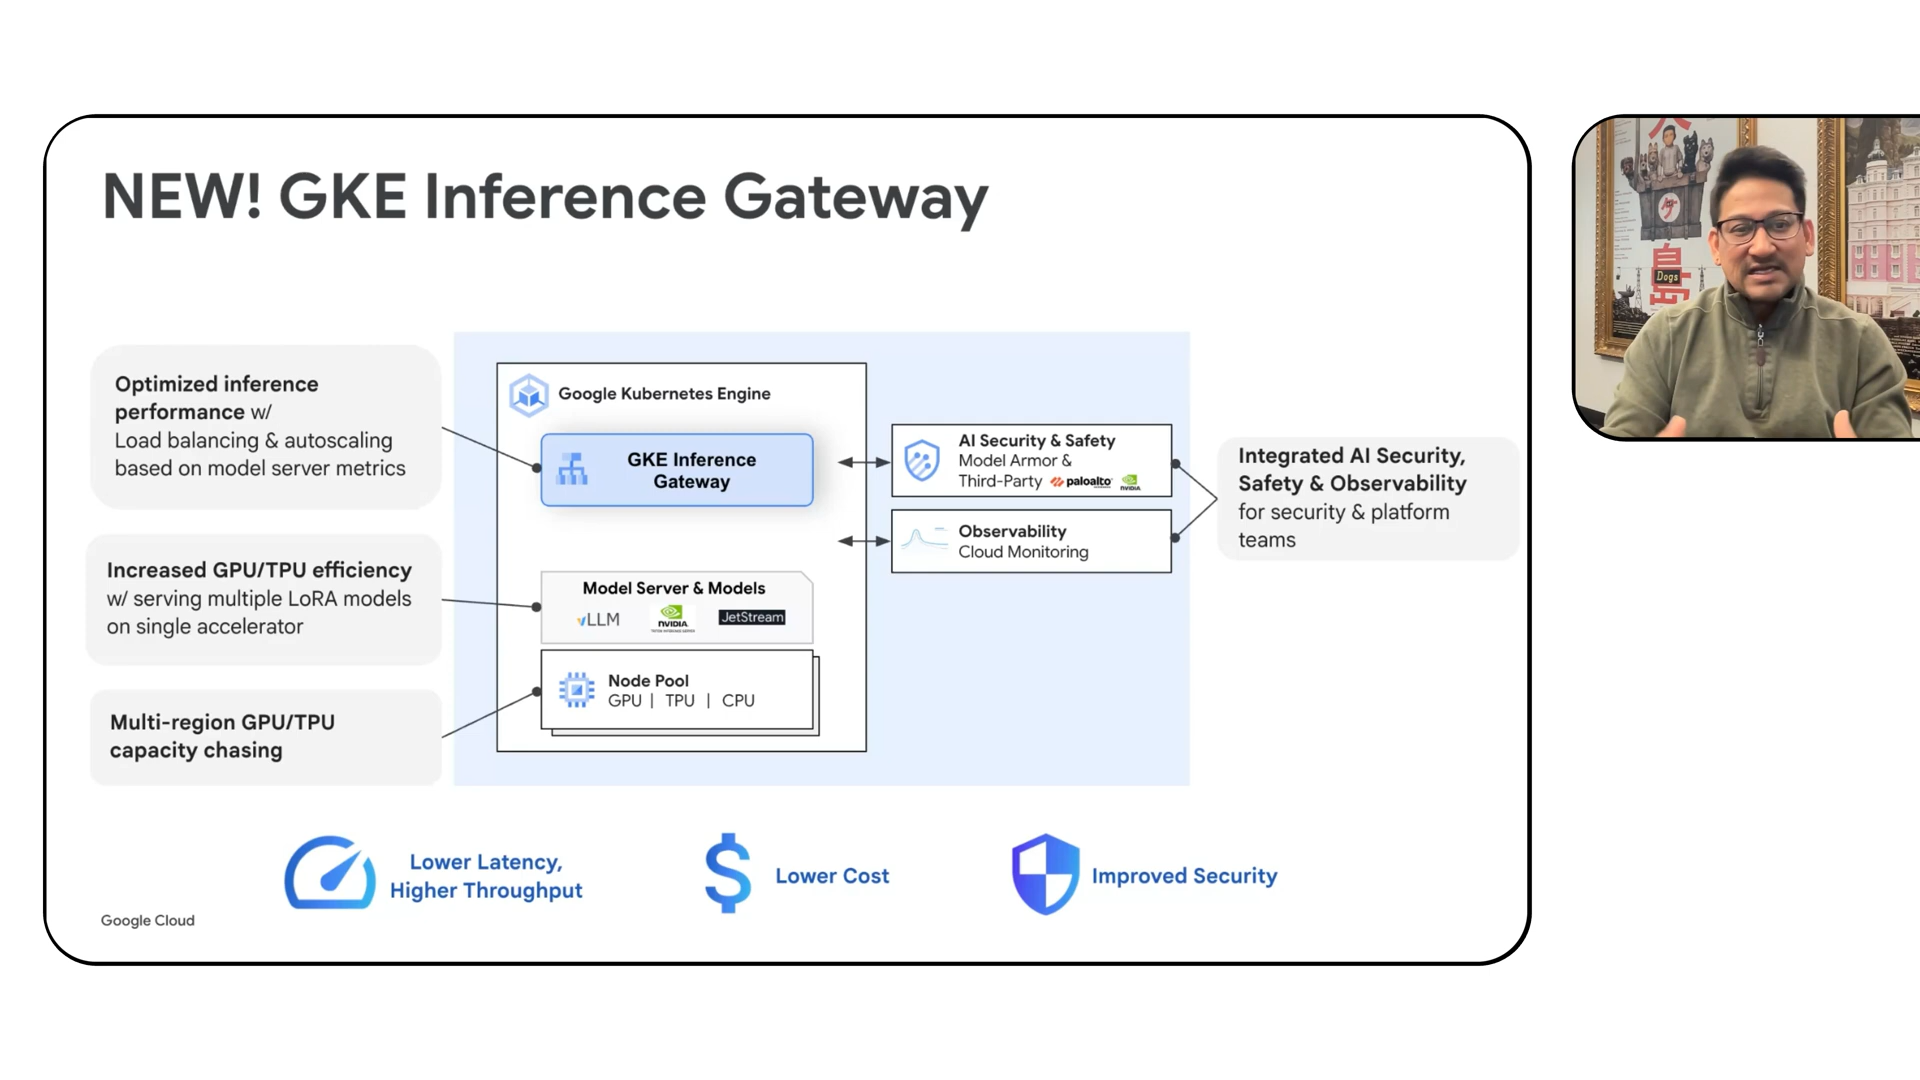 NEW! GKE Inference Gateway
Optimized inference
performance w/
Load balancing & autoscaling
based on model server metrics
Increased GPU/TPU efficiency
w/ serving multiple LoRA models
on single accelerator
Multi-region GPU/TPU
capacity chasing
Google Kubernetes Engine
GKE Inference
Gateway
Model Server & Models
vLLM
NVIDIA
JetStream
Node Pool
GPU | TPU | CPU
AI Security & Safety
Model Armor &
Third-Party paloalto NVIDIA
Observability
Cloud Monitoring
Integrated AI Security,
Safety & Observability
for security & platform
teams
Lower Latency,
Higher Throughput
Lower Cost
Improved Security
Google Cloud
島
Dogs